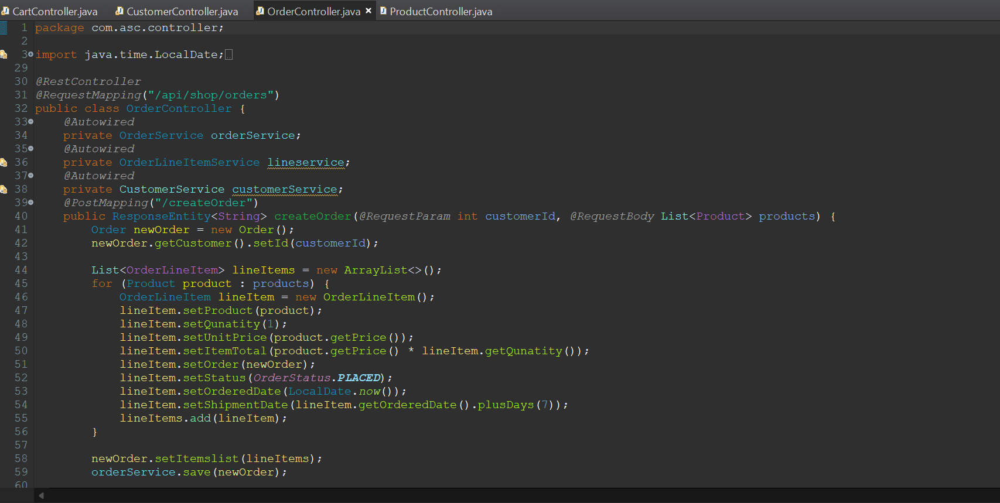 CartController.java CustomerController.java OrderController.java ProductController.java
1 package com.asc.controller;
2
3 import java.time.LocalDate;
29
30 @RestController
31 @RequestMapping("/api/shop/orders")
32 public class OrderController {
33 @Autowired
34 private OrderService orderService;
35 @Autowired
36 private OrderLineItemService lineservice;
37 @Autowired
38 private CustomerService customerService;
39 @PostMapping("/createOrder")
40 public ResponseEntity<String> createOrder(@RequestParam int customerId, @RequestBody List<Product> products) {
41 Order newOrder = new Order();
42 newOrder.getCustomer().setId(customerId);
43
44 List<OrderLineItem> lineItems = new ArrayList<>();
45 for (Product product : products) {
46 OrderLineItem lineItem = new OrderLineItem();
47 lineItem.setProduct(product);
48 lineItem.setQunatity(1);
49 lineItem.setUnitPrice(product.getPrice());
50 lineItem.setItemTotal(product.getPrice() * lineItem.getQunatity());
51 lineItem.setOrder(newOrder);
52 lineItem.setStatus(OrderStatus.PLACED);
53 lineItem.setOrderedDate(LocalDate.now());
54 lineItem.setShipmentDate(lineItem.getOrderedDate().plusDays(7));
55 lineItems.add(lineItem);
56 }
57
58 newOrder.setItemslist(lineItems);
59 orderService.save(newOrder);
60